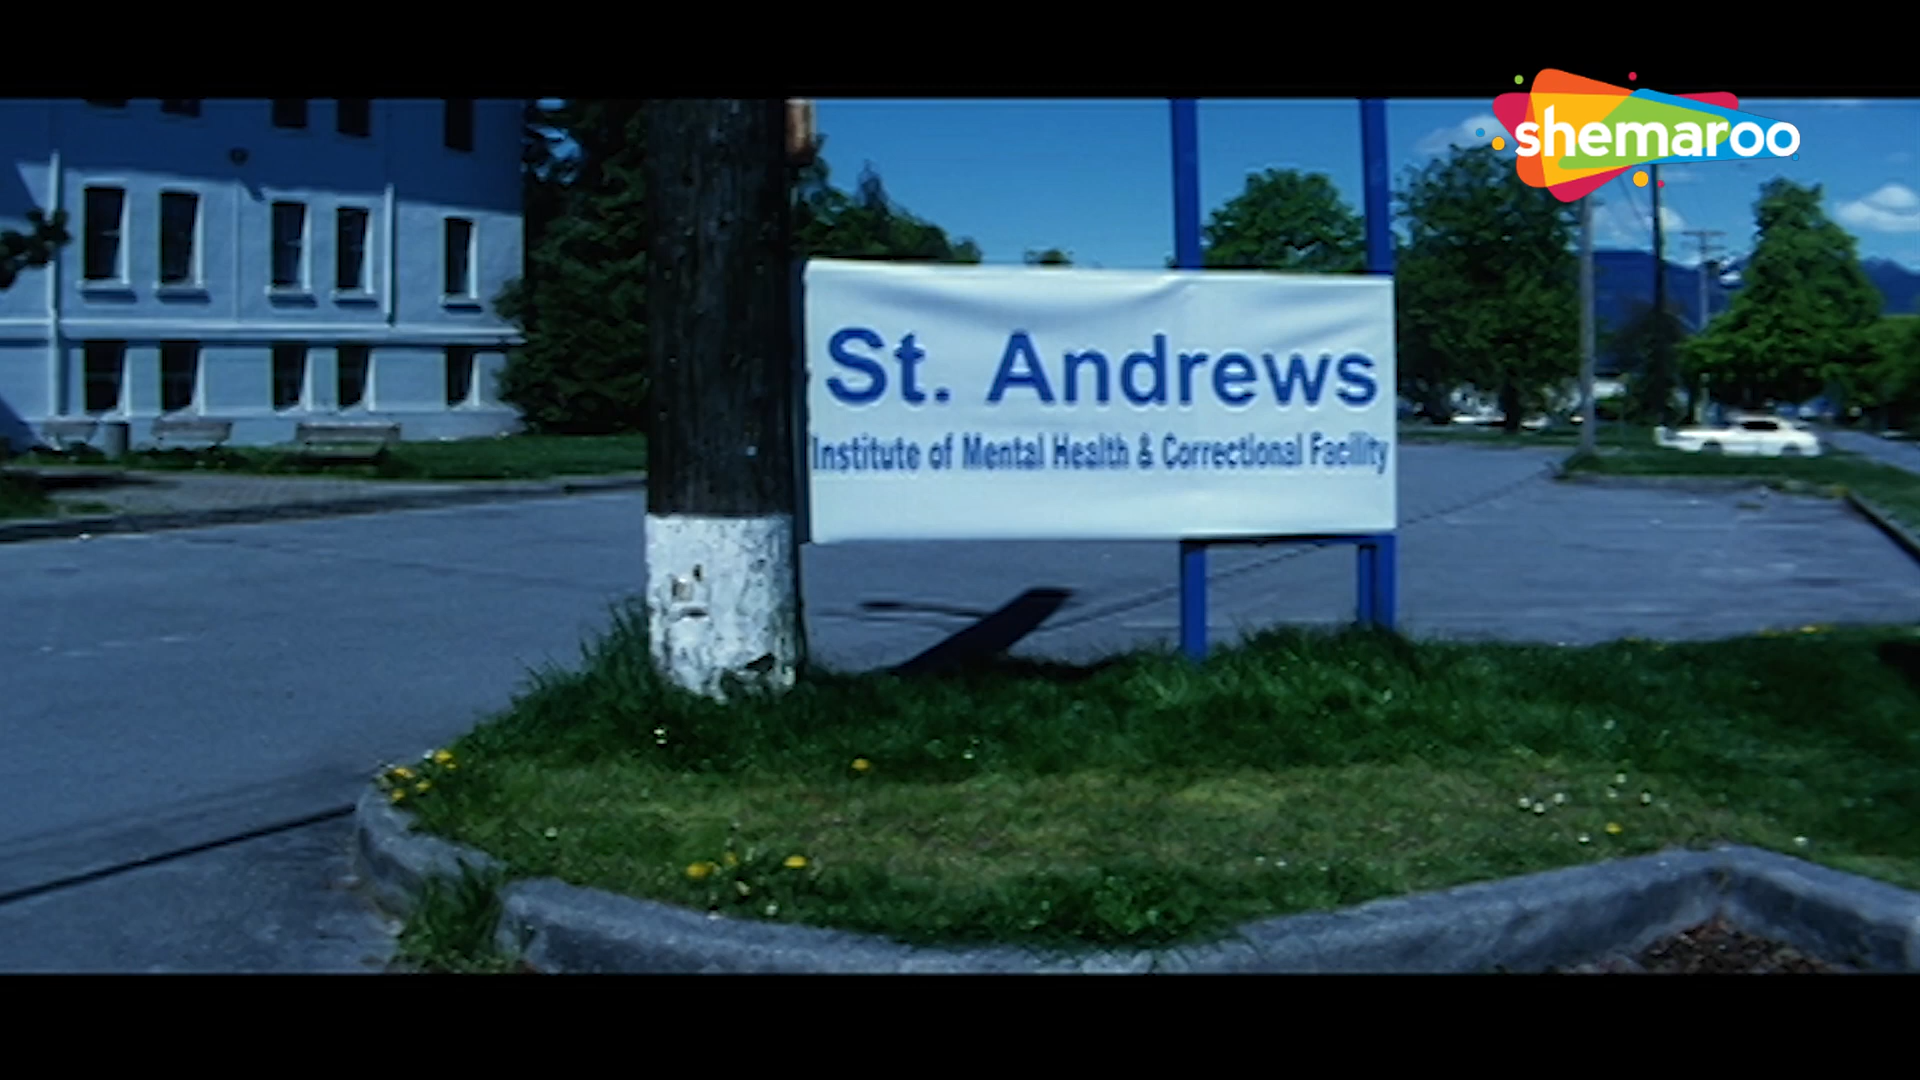 shemaroo
St. Andrews
Institute of Mental Health & Correctional Facility